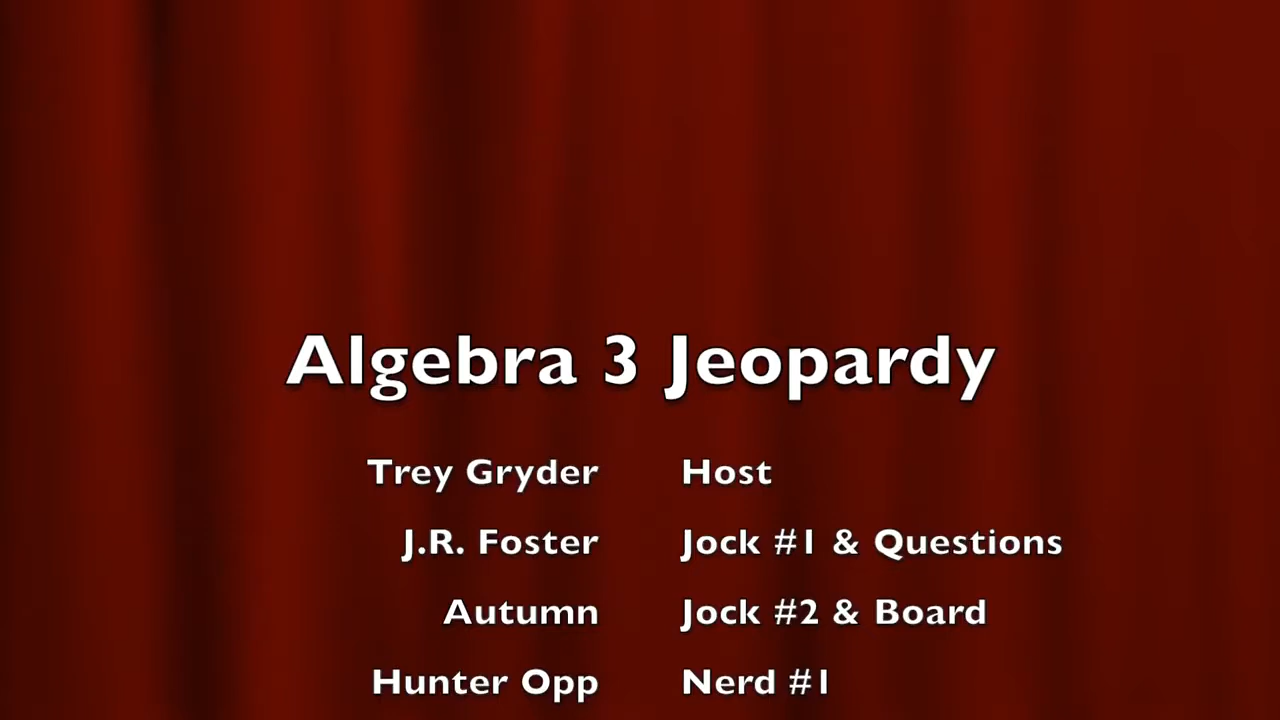 Algebra 3 Jeopardy
Trey Gryder Host
J.R. Foster Jock #1 & Questions
Autumn Jock #2 & Board
Hunter Opp Nerd #1